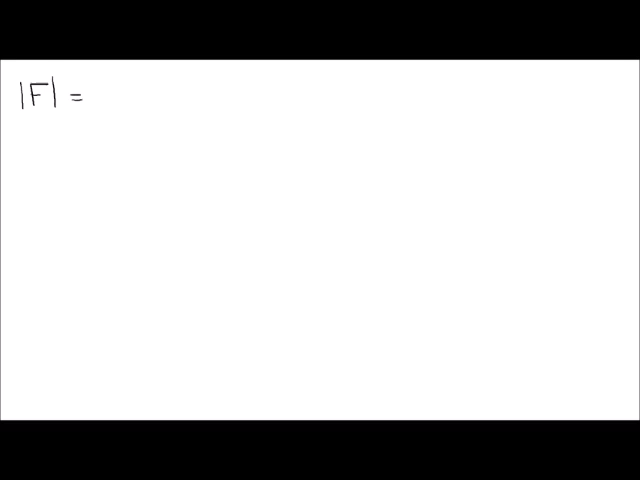 |F| =